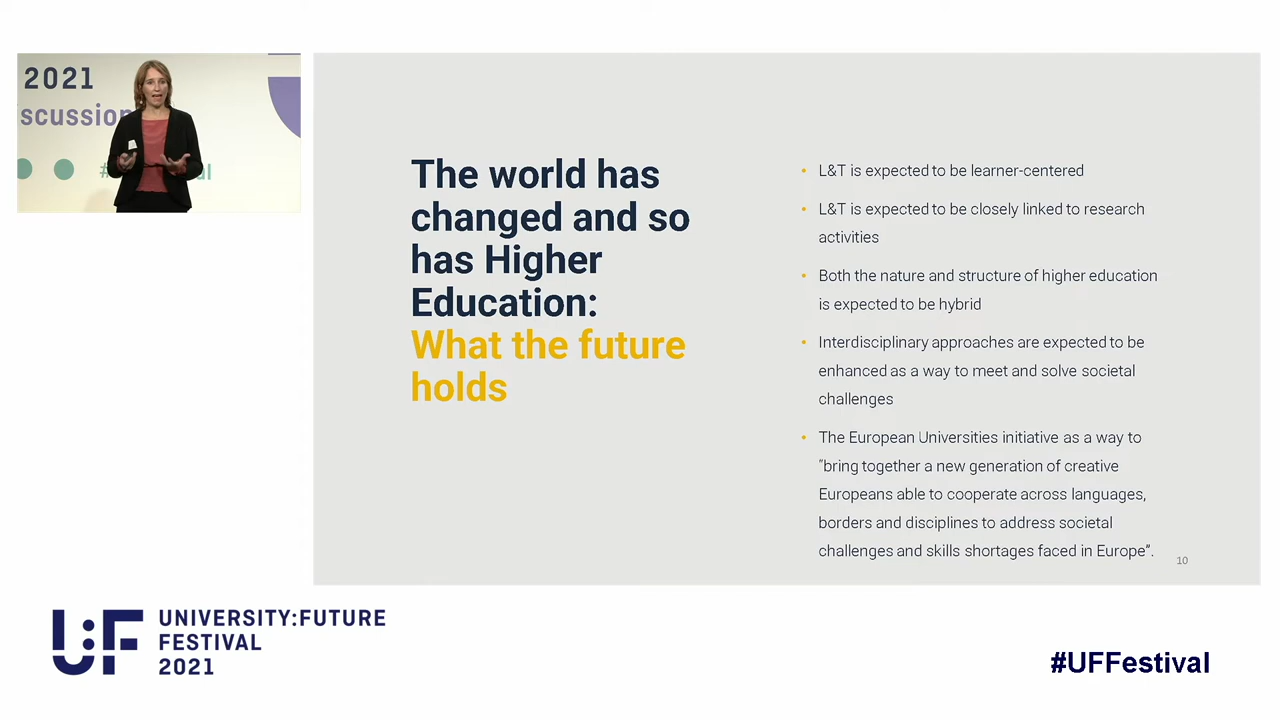 2021
scussion
The world has
changed and so
has Higher
Education:
What the future
holds
• L&T is expected to be learner-centered
• L&T is expected to be closely linked to research
activities
• Both the nature and structure of higher education
is expected to be hybrid
• Interdisciplinary approaches are expected to be
enhanced as a way to meet and solve societal
challenges
• The European Universities initiative as a way to
“bring together a new generation of creative
Europeans able to cooperate across languages,
borders and disciplines to address societal
challenges and skills shortages faced in Europe”.
10
U:F
UNIVERSITY:FUTURE
FESTIVAL
2021
#UFFestival